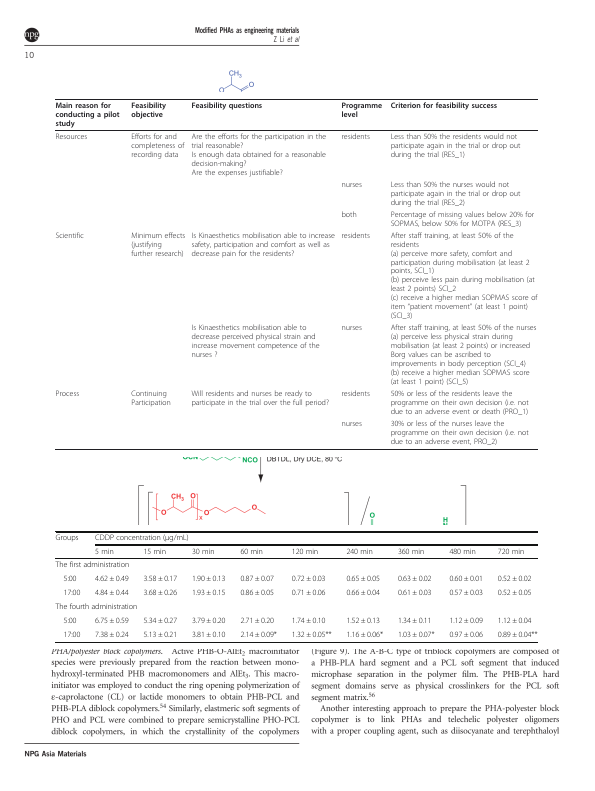 npg
Modified PHAs as engineering materials
Z Li et al
10
CH3
O
O
Main reason for conducting a pilot study | Feasibility objective | Feasibility questions | Programme level | Criterion for feasibility success
Resources | Efforts for and completeness of recording data | Are the efforts for the participation in the trial reasonable? Is enough data obtained for a reasonable decision-making? Are the expenses justifiable? | residents | Less than 50% the residents would not participate again in the trial or drop out during the trial (RES_1)
nurses | Less than 50% the nurses would not participate again in the trial or drop out during the trial (RES_2)
both | Percentage of missing values below 20% for SOPMAS, below 50% for MOTPA (RES_3)
Scientific | Minimum effects (justifying further research) | Is Kinaesthetics mobilisation able to increase safety, participation and comfort as well as decrease pain for the residents? | residents | After staff training, at least 50% of the residents
(a) perceive more safety, comfort and participation during mobilisation (at least 2 points, SCI_1)
(b) perceive less pain during mobilisation (at least 2 points) SCI_2
(c) receive a higher median SOPMAS score of item "patient movement" (at least 1 point) (SCI_3)
Is Kinaesthetics mobilisation able to decrease perceived physical strain and increase movement competence of the nurses ? | nurses | After staff training, at least 50% of the nurses
(a) perceive less physical strain during mobilisation (at least 2 points) or increased Borg values can be ascribed to improvements in body perception (SCI_4)
(b) receive a higher median SOPMAS score (at least 1 point) (SCI_5)
Process | Continuing Participation | Will residents and nurses be ready to participate in the trial over the full period? | residents | 50% or less of the residents leave the programme on their own decision (i.e. not due to an adverse event or death (PRO_1)
nurses | 30% or less of the nurses leave the programme on their own decision (i.e. not due to an adverse event, PRO_2)
NCO
DBTDL, Dry DCE, 80 °C
CH3 O
O O x O
O
H
Groups | CDDP concentration (µg/mL)
5 min | 15 min | 30 min | 60 min | 120 min | 240 min | 360 min | 480 min | 720 min
The first administration
5:00 | 4.62 ± 0.49 | 3.58 ± 0.17 | 1.90 ± 0.13 | 0.87 ± 0.07 | 0.72 ± 0.03 | 0.65 ± 0.05 | 0.63 ± 0.02 | 0.60 ± 0.01 | 0.52 ± 0.02
17:00 | 4.84 ± 0.44 | 3.68 ± 0.26 | 1.93 ± 0.15 | 0.86 ± 0.05 | 0.71 ± 0.06 | 0.66 ± 0.04 | 0.61 ± 0.03 | 0.57 ± 0.03 | 0.52 ± 0.05
The fourth administration
5:00 | 6.75 ± 0.59 | 5.34 ± 0.27 | 3.79 ± 0.20 | 2.71 ± 0.20 | 1.74 ± 0.10 | 1.52 ± 0.13 | 1.34 ± 0.11 | 1.12 ± 0.09 | 1.12 ± 0.04
17:00 | 7.38 ± 0.24 | 5.13 ± 0.21 | 3.81 ± 0.10 | 2.14 ± 0.09* | 1.32 ± 0.05** | 1.16 ± 0.06* | 1.03 ± 0.07* | 0.97 ± 0.06 | 0.89 ± 0.04**
PHA/polyester block copolymers. Active PHB-O-AlEt2 macroinitiator
species were previously prepared from the reaction between mono-
hydroxyl-terminated PHB macromonomers and AlEt3. This macro-
initiator was employed to conduct the ring opening polymerization of
ε-caprolactone (CL) or lactide monomers to obtain PHB-PCL and
PHB-PLA diblock copolymers.54 Similarly, elastmeric soft segments of
PHO and PCL were combined to prepare semicrystalline PHO-PCL
diblock copolymers, in which the crystallinity of the copolymers
(Figure 9). The A-B-C type of triblock copolymers are composed of
a PHB-PLA hard segment and a PCL soft segment that induced
microphase separation in the polymer film. The PHB-PLA hard
segment domains serve as physical crosslinkers for the PCL soft
segment matrix.56
Another interesting approach to prepare the PHA-polyester block
copolymer is to link PHAs and telechelic polyester oligomers
with a proper coupling agent, such as diisocyanate and terephthaloyl
NPG Asia Materials